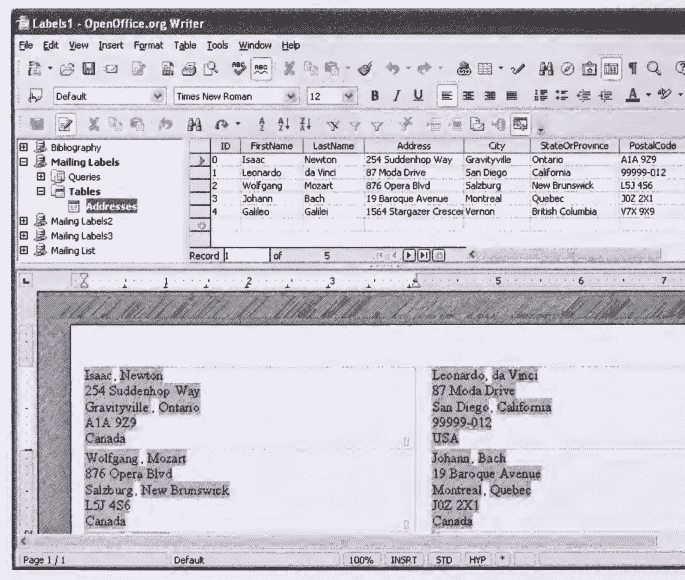 Labels1 - OpenOffice.org Writer
File Edit View Insert Format Table Tools Window Help
Default Times New Roman 12 B I U
ID FirstName LastName Address City StateOrProvince PostalCode
0 Isaac Newton 254 Suddenhop Way Gravityville Ontario A1A 9Z9
1 Leonardo da Vinci 87 Moda Drive San Diego California 99999-012
2 Wolfgang Mozart 876 Opera Blvd Salzburg New Brunswick L5J 4S6
3 Johann Bach 19 Baroque Avenue Montreal Quebec J0Z 2X1
4 Galileo Galilei 1564 Stargazer Crescer Vernon British Columbia V7X 9X9
Bibliography
Mailing Labels
Queries
Tables
Addresses
Mailing Labels2
Mailing Labels3
Mailing List
Record 1 of 5
1 2 3 5 6 7
Isaac, Newton
254 Suddenhop Way
Gravityville, Ontario
A1A 9Z9
Canada
Leonardo, da Vinci
87 Moda Drive
San Diego, California
99999-012
USA
Wolfgang, Mozart
876 Opera Blvd
Salzburg, New Brunswick
L5J 4S6
Canada
Johann, Bach
19 Baroque Avenue
Montreal, Quebec
J0Z 2X1
Canada
Page 1 / 1 Default 100% INSRT STD HYP *